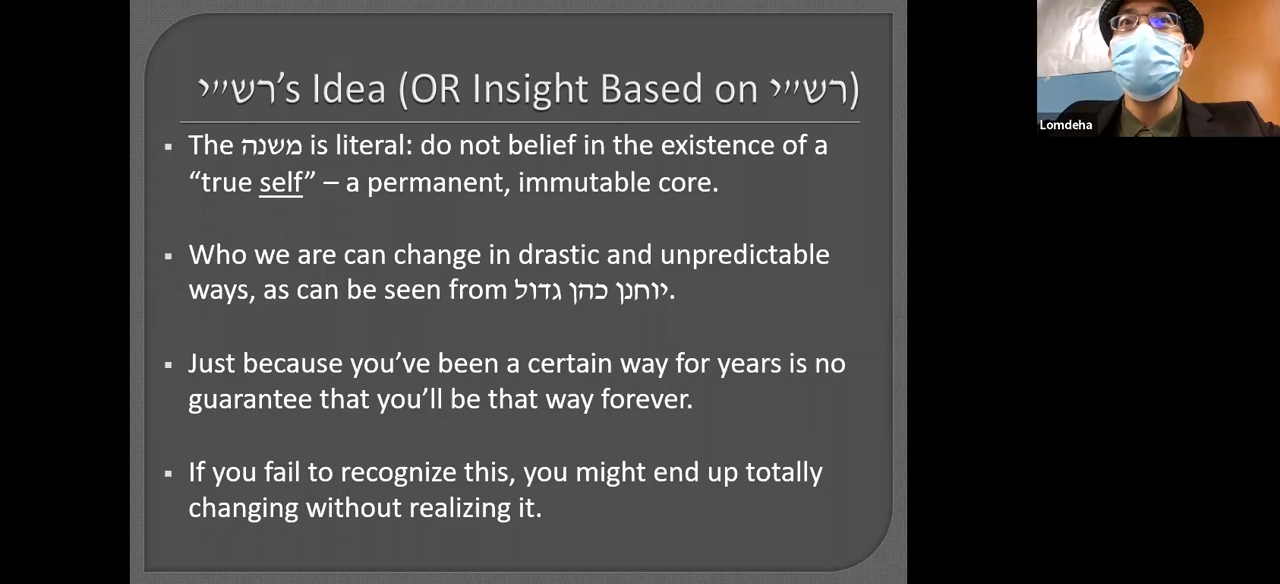 רש״י's Idea (OR Insight Based on רש״י)
▪ The משנה is literal: do not belief in the existence of a
“true self” – a permanent, immutable core.
▪ Who we are can change in drastic and unpredictable
ways, as can be seen from יוחנן כהן גדול.
▪ Just because you’ve been a certain way for years is no
guarantee that you’ll be that way forever.
▪ If you fail to recognize this, you might end up totally
changing without realizing it.
Lomdeha